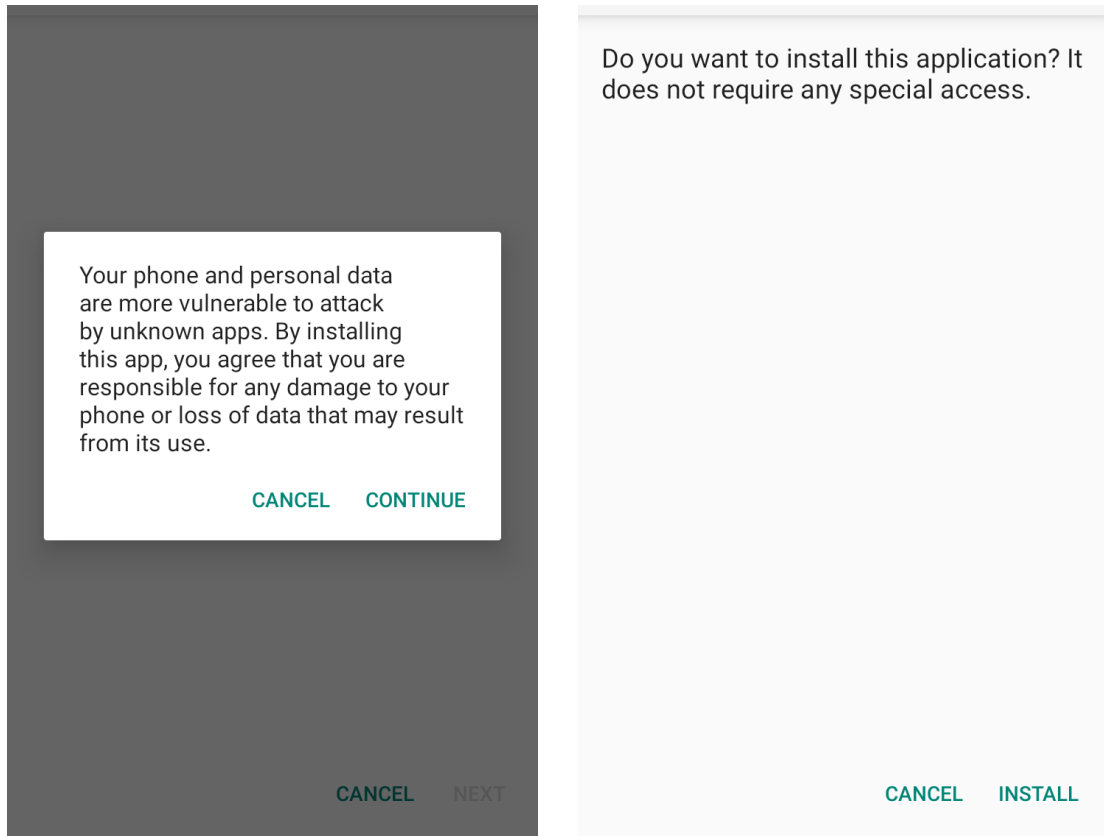 Your phone and personal data
are more vulnerable to attack
by unknown apps. By installing
this app, you agree that you are
responsible for any damage to your
phone or loss of data that may result
from its use.
CANCEL CONTINUE
CANCEL NEXT
Do you want to install this application? It
does not require any special access.
CANCEL INSTALL